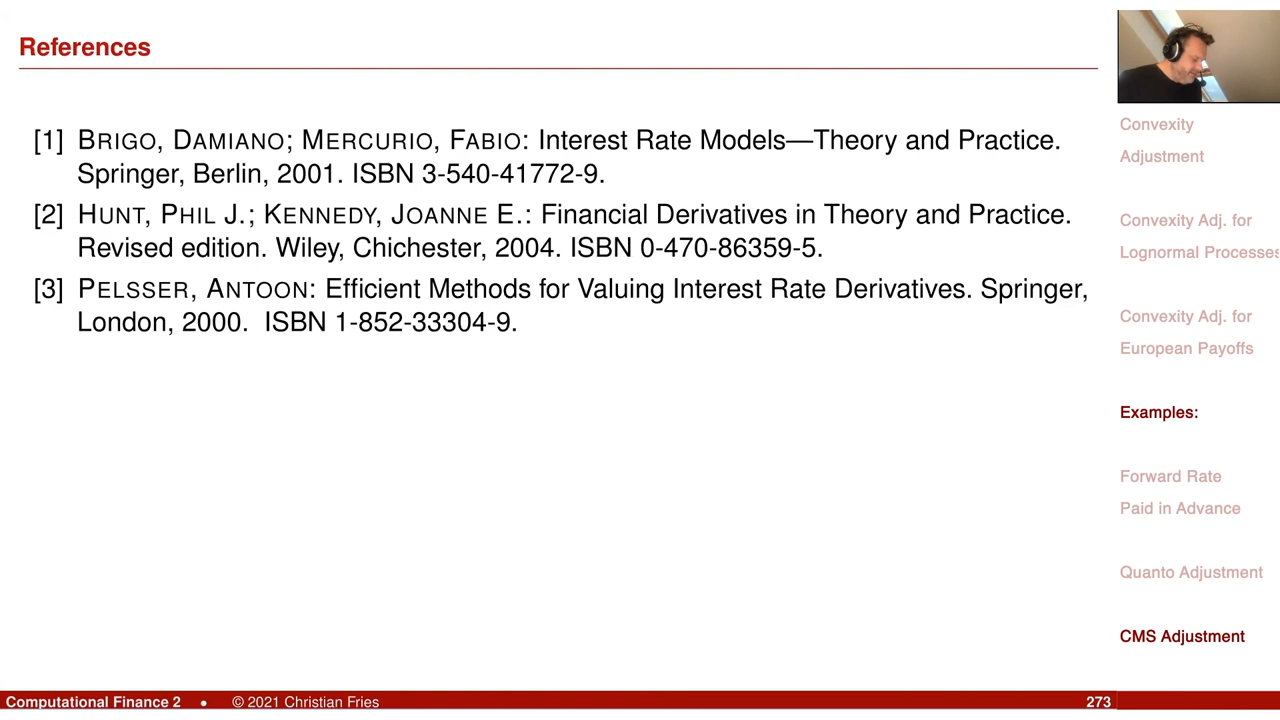 References
[1] BRIGO, DAMIANO; MERCURIO, FABIO: Interest Rate Models—Theory and Practice.
Springer, Berlin, 2001. ISBN 3-540-41772-9.
[2] HUNT, PHIL J.; KENNEDY, JOANNE E.: Financial Derivatives in Theory and Practice.
Revised edition. Wiley, Chichester, 2004. ISBN 0-470-86359-5.
[3] PELSSER, ANTOON: Efficient Methods for Valuing Interest Rate Derivatives. Springer,
London, 2000. ISBN 1-852-33304-9.
Convexity
Adjustment
Convexity Adj. for
Lognormal Processes
Convexity Adj. for
European Payoffs
Examples:
Forward Rate
Paid in Advance
Quanto Adjustment
CMS Adjustment
Computational Finance 2 • © 2021 Christian Fries 273